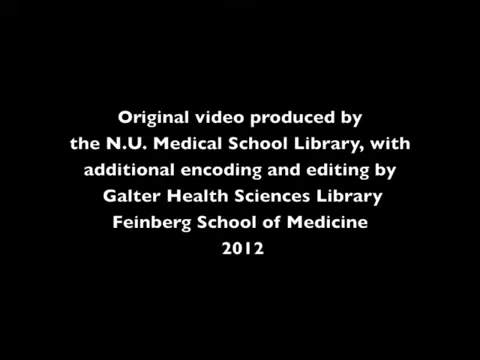 Original video produced by
the N.U. Medical School Library, with
additional encoding and editing by
Galter Health Sciences Library
Feinberg School of Medicine
2012